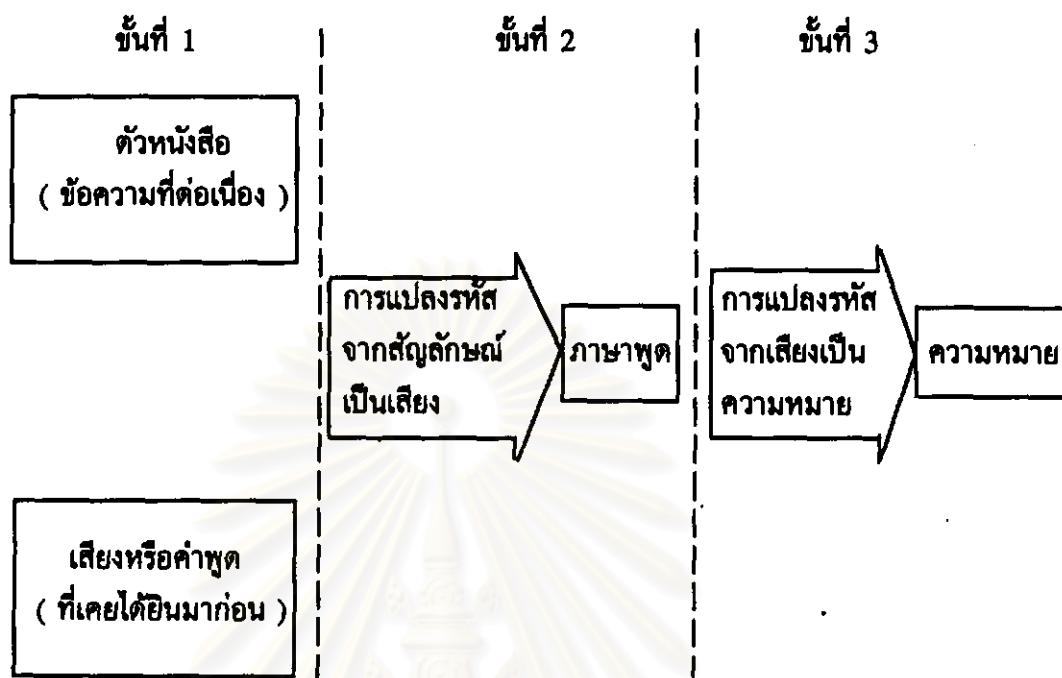 ขั้นที่ 1
ขั้นที่ 2
ขั้นที่ 3
ตัวหนังสือ
( ข้อความที่ต่อเนื่อง )
การแปลงรหัส
จากสัญลักษณ์
เป็นเสียง
ภาษาพูด
การแปลงรหัส
จากเสียงเป็น
ความหมาย
ความหมาย
เสียงหรือคำพูด
( ที่เคยได้ยินมาก่อน )